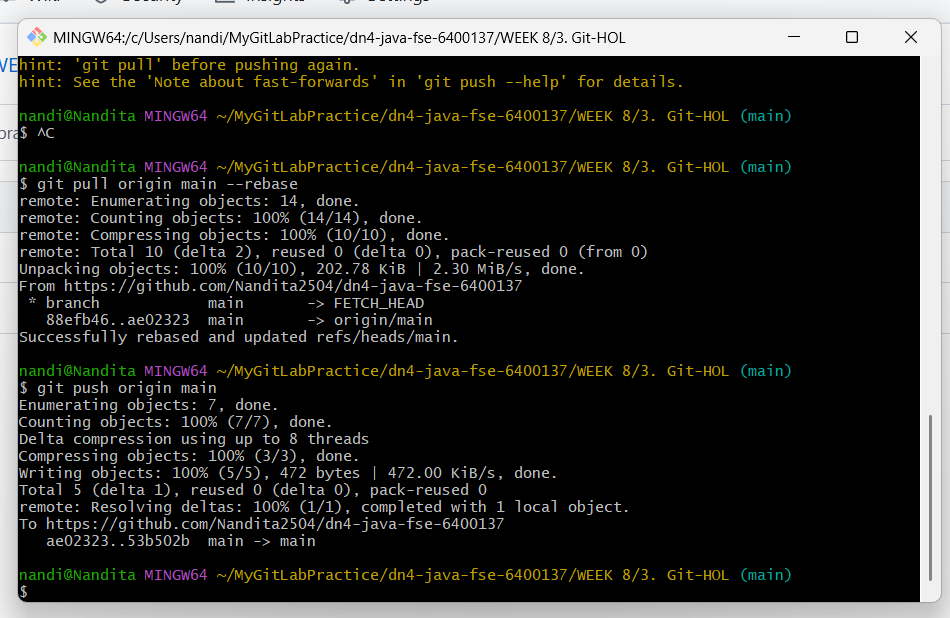 MINGW64:/c/Users/nandi/MyGitLabPractice/dn4-java-fse-6400137/WEEK 8/3. Git-HOL
hint: 'git pull' before pushing again.
hint: See the 'Note about fast-forwards' in 'git push --help' for details.
nandi@Nandita MINGW64 ~/MyGitLabPractice/dn4-java-fse-6400137/WEEK 8/3. Git-HOL (main)
$ ^C
nandi@Nandita MINGW64 ~/MyGitLabPractice/dn4-java-fse-6400137/WEEK 8/3. Git-HOL (main)
$ git pull origin main --rebase
remote: Enumerating objects: 14, done.
remote: Counting objects: 100% (14/14), done.
remote: Compressing objects: 100% (10/10), done.
remote: Total 10 (delta 2), reused 0 (delta 0), pack-reused 0 (from 0)
Unpacking objects: 100% (10/10), 202.78 KiB | 2.30 MiB/s, done.
From https://github.com/Nandita2504/dn4-java-fse-6400137
 * branch            main       -> FETCH_HEAD
   88efb46..ae02323  main       -> origin/main
Successfully rebased and updated refs/heads/main.
nandi@Nandita MINGW64 ~/MyGitLabPractice/dn4-java-fse-6400137/WEEK 8/3. Git-HOL (main)
$ git push origin main
Enumerating objects: 7, done.
Counting objects: 100% (7/7), done.
Delta compression using up to 8 threads
Compressing objects: 100% (3/3), done.
Writing objects: 100% (5/5), 472 bytes | 472.00 KiB/s, done.
Total 5 (delta 1), reused 0 (delta 0), pack-reused 0
remote: Resolving deltas: 100% (1/1), completed with 1 local object.
To https://github.com/Nandita2504/dn4-java-fse-6400137
   ae02323..53b502b  main -> main
nandi@Nandita MINGW64 ~/MyGitLabPractice/dn4-java-fse-6400137/WEEK 8/3. Git-HOL (main)
$